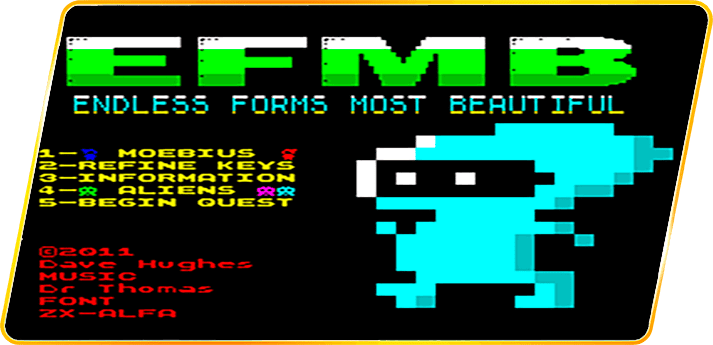 EFMB
ENDLESS FORMS MOST BEAUTIFUL
1- MOEBIUS
2-REFINE KEYS
3-INFORMATION
4- ALIENS
5-BEGIN QUEST
©2011
Dave Hughes
MUSIC
Dr Thomas
FONT
ZX-ALFA